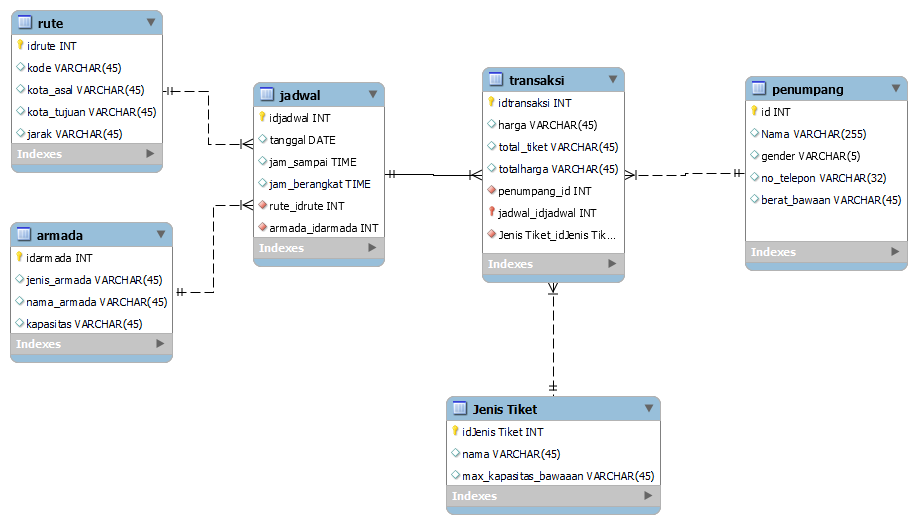 rute
idrute INT
kode VARCHAR(45)
kota_asal VARCHAR(45)
kota_tujuan VARCHAR(45)
jarak VARCHAR(45)
Indexes
armada
idarmada INT
jenis_armada VARCHAR(45)
nama_armada VARCHAR(45)
kapasitas VARCHAR(45)
Indexes
jadwal
idjadwal INT
tanggal DATE
jam_sampai TIME
jam_berangkat TIME
rute_idrute INT
armada_idarmada INT
Indexes
transaksi
idtransaksi INT
harga VARCHAR(45)
total_tiket VARCHAR(45)
totalharga VARCHAR(45)
penumpang_id INT
jadwal_idjadwal INT
Jenis Tiket_idJenis Tik...
Indexes
penumpang
id INT
Nama VARCHAR(255)
gender VARCHAR(5)
no_telepon VARCHAR(32)
berat_bawaan VARCHAR(45)
Indexes
Jenis Tiket
idJenis Tiket INT
nama VARCHAR(45)
max_kapasitas_bawaaan VARCHAR(45)
Indexes